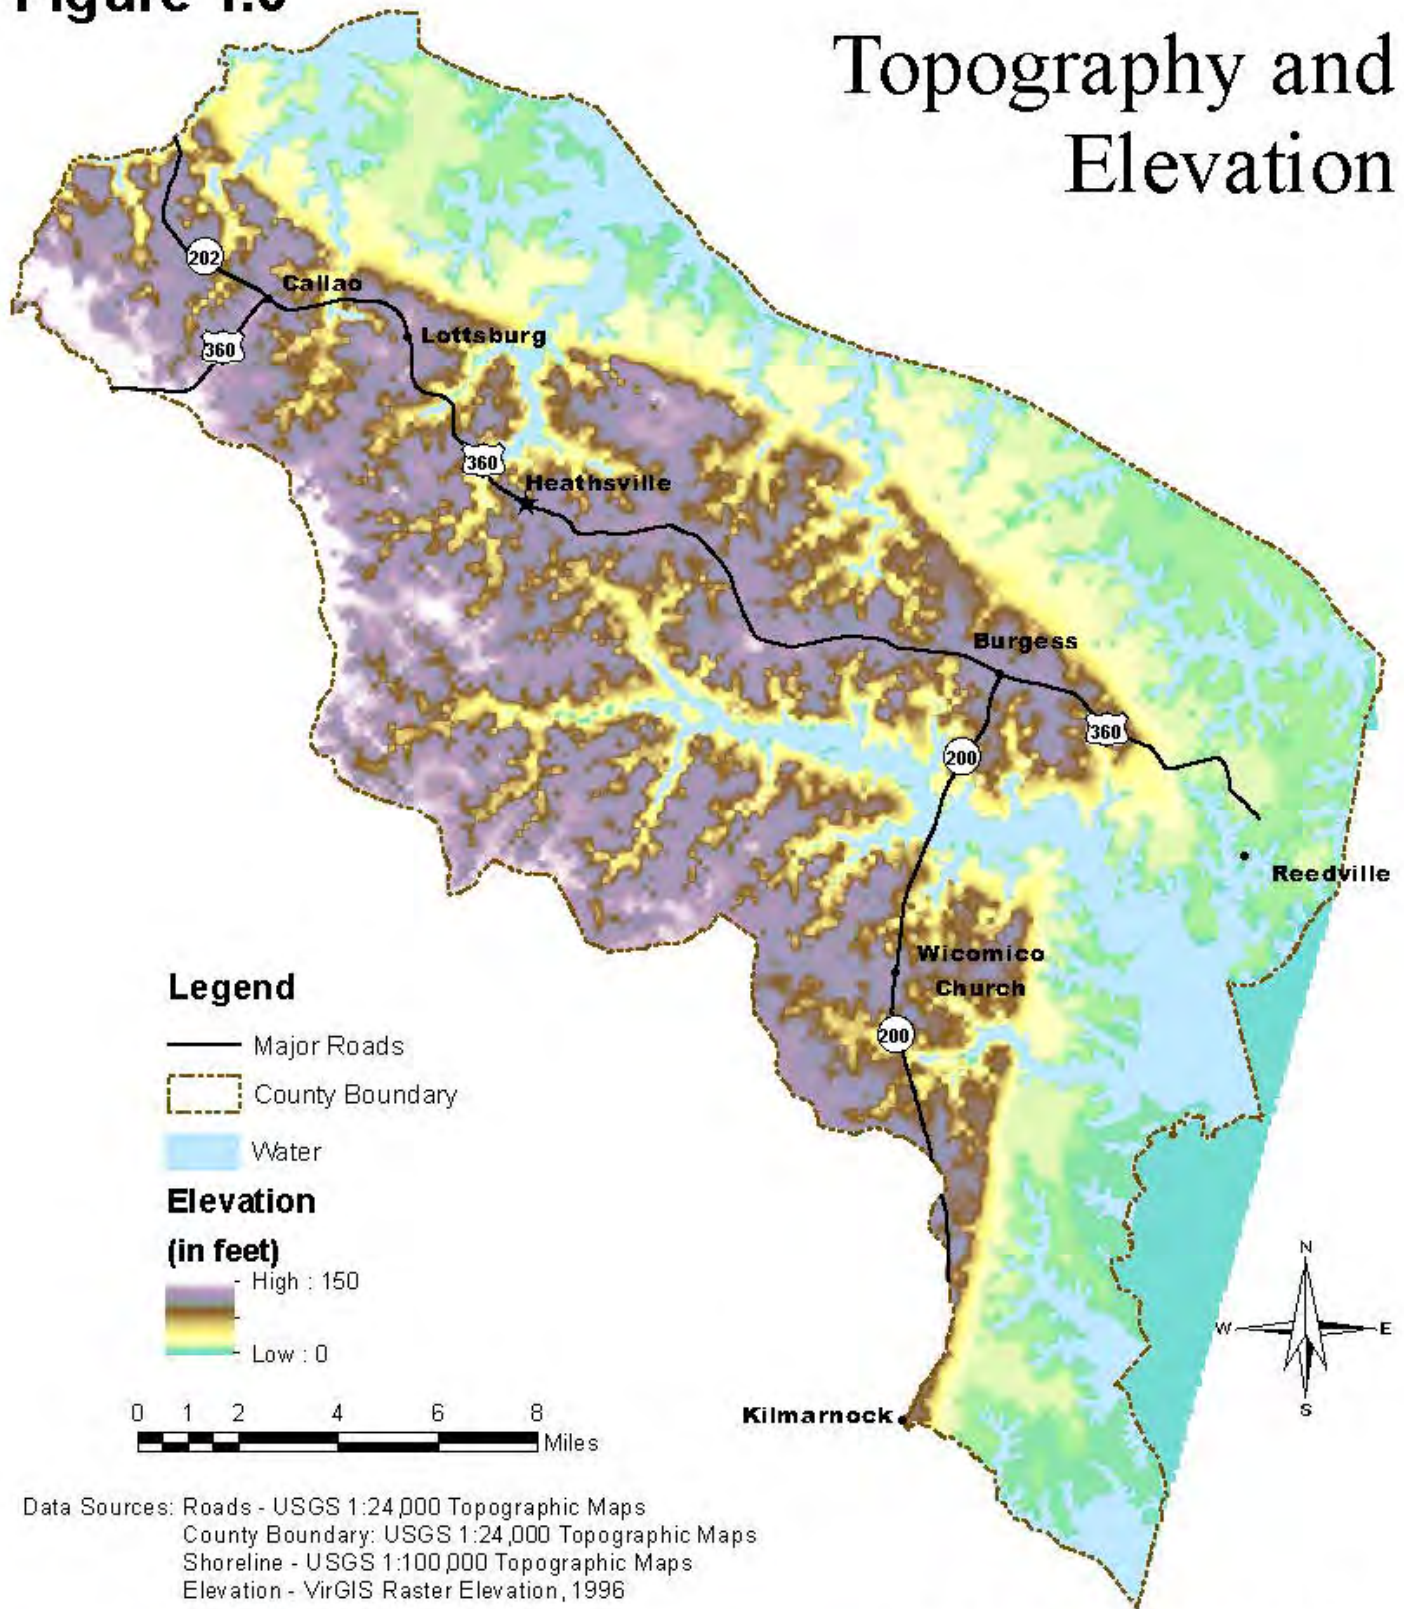 Topography and
Elevation
202
Callao
360
Lottsburg
360
Heathsville
Burgess
360
200
Reedville
Wicomico
Church
200
Legend
Major Roads
County Boundary
Water
Elevation
(in feet)
High : 150
Low : 0
N
W
E
S
Kilmarnock
0 1 2 4 6 8
Miles
Data Sources: Roads - USGS 1:24,000 Topographic Maps
County Boundary: USGS 1:24,000 Topographic Maps
Shoreline - USGS 1:100,000 Topographic Maps
Elevation - VirGIS Raster Elevation, 1996